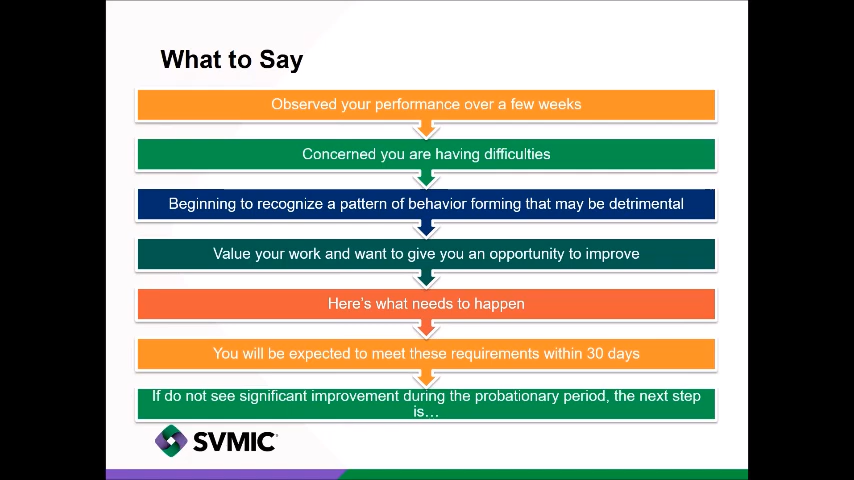 What to Say
Observed your performance over a few weeks
Concerned you are having difficulties
Beginning to recognize a pattern of behavior forming that may be detrimental
Value your work and want to give you an opportunity to improve
Here's what needs to happen
You will be expected to meet these requirements within 30 days
If do not see significant improvement during the probationary period, the next step
is…
SVMIC